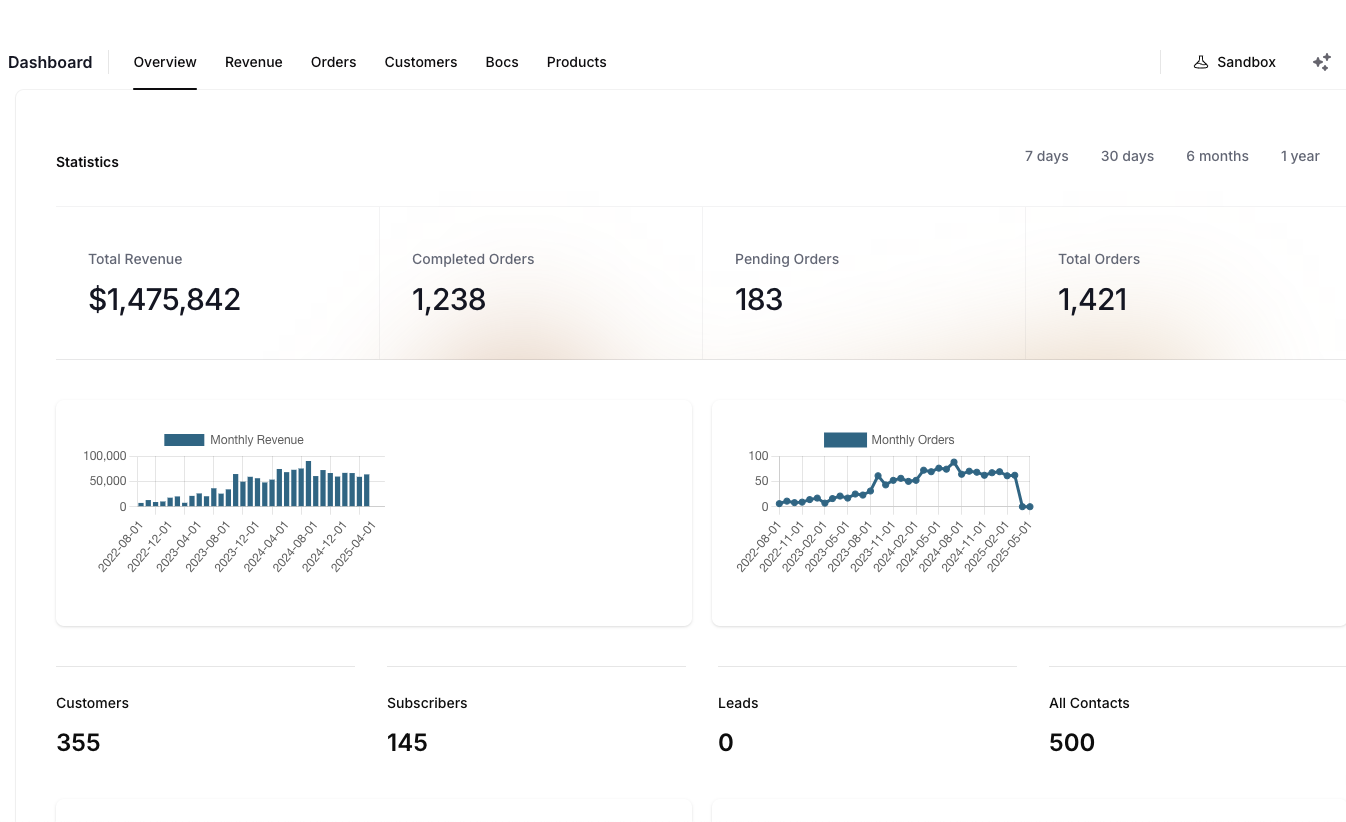 Dashboard
Overview
Revenue
Orders
Customers
Bocs
Products
Sandbox
Statistics
7 days
30 days
6 months
1 year
Total Revenue
$1,475,842
Completed Orders
1,238
Pending Orders
183
Total Orders
1,421
Monthly Revenue
100,000
50,000
0
2022-08-01
2022-12-01
2023-04-01
2023-08-01
2023-12-01
2024-04-01
2024-08-01
2024-12-01
2025-04-01
Monthly Orders
100
50
0
2022-08-01
2022-11-01
2023-02-01
2023-05-01
2023-08-01
2023-11-01
2024-02-01
2024-05-01
2024-08-01
2024-11-01
2025-02-01
2025-05-01
Customers
355
Subscribers
145
Leads
0
All Contacts
500